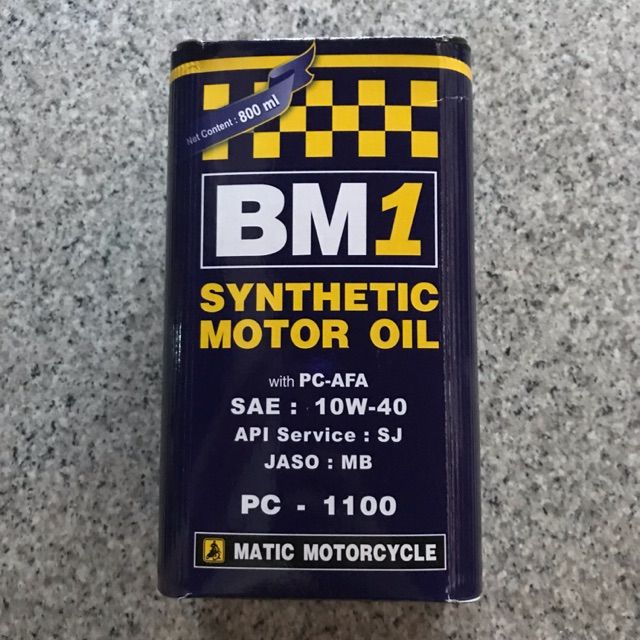 Net Content : 800 ml
BM1
SYNTHETIC
MOTOR OIL
with PC-AFA
SAE : 10W-40
API Service : SJ
JASO : MB
PC - 1100
MATIC MOTORCYCLE